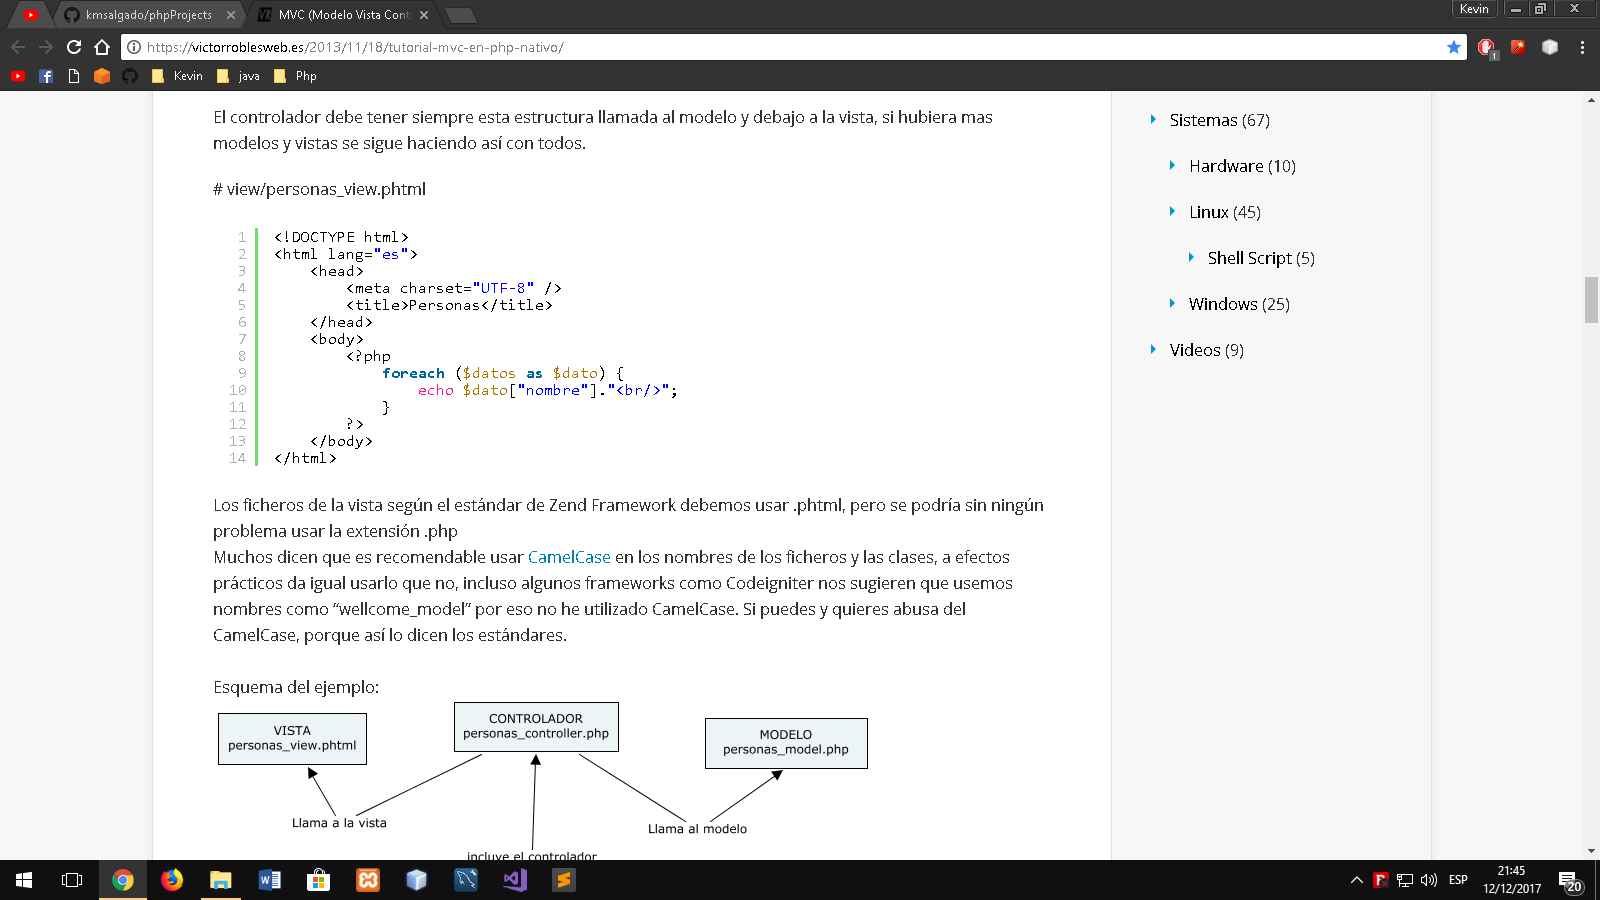 kmsalgado/phpProjects
MVC (Modelo Vista Cont
Kevin
https://victorroblesweb.es/2013/11/18/tutorial-mvc-en-php-nativo/
1
Kevin
java
Php
El controlador debe tener siempre esta estructura llamada al modelo y debajo a la vista, si hubiera mas
modelos y vistas se sigue haciendo así con todos.
# view/personas_view.phtml
1 <!DOCTYPE html>
2 <html lang="es">
3 <head>
4 <meta charset="UTF-8" />
5 <title>Personas</title>
6 </head>
7 <body>
8 <?php
9 foreach ($datos as $dato) {
10 echo $dato["nombre"]."<br/>";
11 }
12 ?>
13 </body>
14 </html>
Los ficheros de la vista según el estándar de Zend Framework debemos usar .phtml, pero se podría sin ningún
problema usar la extensión .php
Muchos dicen que es recomendable usar CamelCase en los nombres de los ficheros y las clases, a efectos
prácticos da igual usarlo que no, incluso algunos frameworks como Codeigniter nos sugieren que usemos
nombres como “wellcome_model” por eso no he utilizado CamelCase. Si puedes y quieres abusa del
CamelCase, porque así lo dicen los estándares.
Esquema del ejemplo:
VISTA
personas_view.phtml
CONTROLADOR
personas_controller.php
MODELO
personas_model.php
Llama a la vista
Llama al modelo
incluye el controlador
Sistemas (67)
Hardware (10)
Linux (45)
Shell Script (5)
Windows (25)
Videos (9)
ESP
21:45
12/12/2017
20